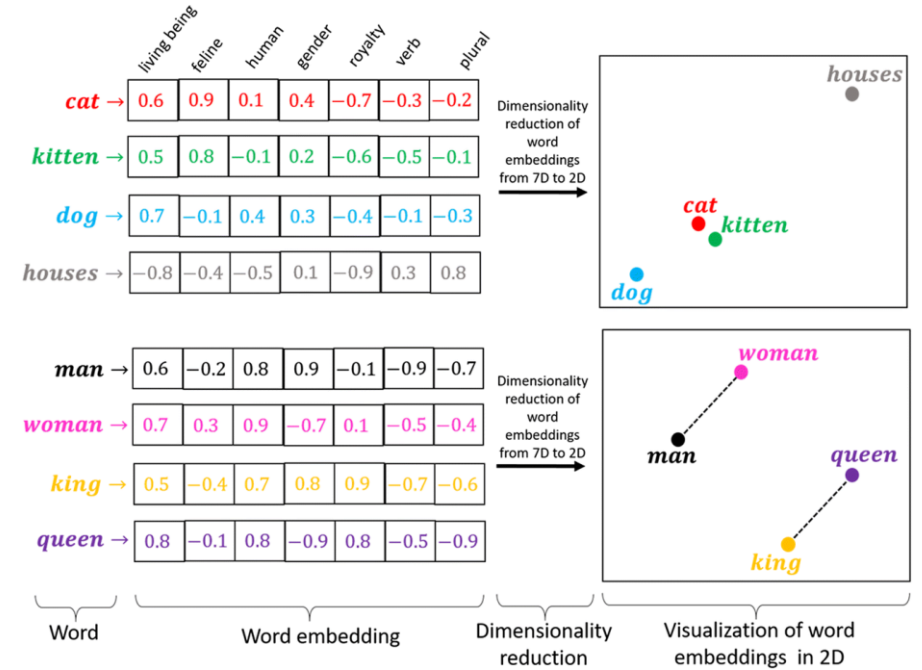 living being feline human gender royalty verb plural
cat → 0.6 0.9 0.1 0.4 −0.7 −0.3 −0.2
kitten → 0.5 0.8 −0.1 0.2 −0.6 −0.5 −0.1
dog → 0.7 −0.1 0.4 0.3 −0.4 −0.1 −0.3
houses → −0.8 −0.4 −0.5 0.1 −0.9 0.3 0.8
Dimensionality
reduction of
word
embeddings
from 7D to 2D
houses
cat
kitten
dog
man → 0.6 −0.2 0.8 0.9 −0.1 −0.9 −0.7
woman → 0.7 0.3 0.9 −0.7 0.1 −0.5 −0.4
king → 0.5 −0.4 0.7 0.8 0.9 −0.7 −0.6
queen → 0.8 −0.1 0.8 −0.9 0.8 −0.5 −0.9
Dimensionality
reduction of
word
embeddings
from 7D to 2D
woman
man
queen
king
Word
Word embedding
Dimensionality
reduction
Visualization of word
embeddings in 2D